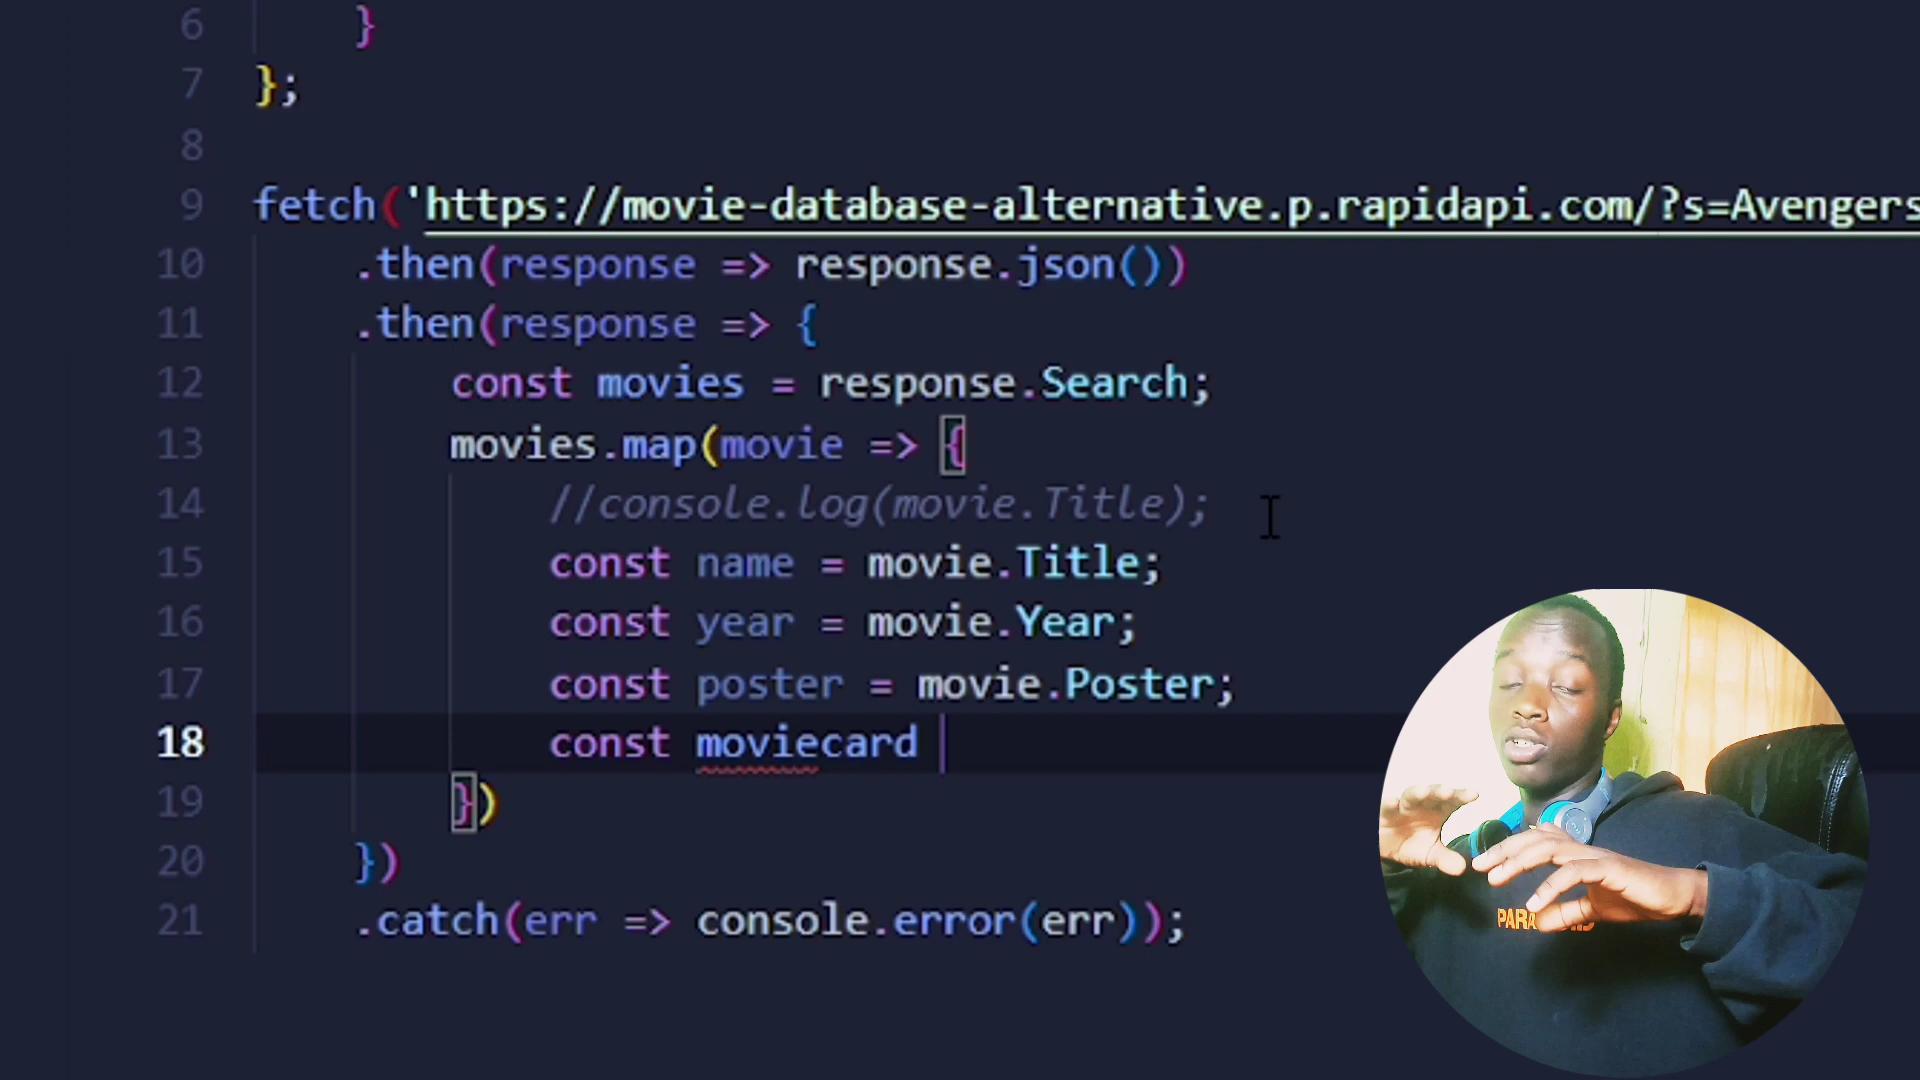 6 }
7 };
8
9 fetch('https://movie-database-alternative.p.rapidapi.com/?s=Avengers
10 .then(response => response.json())
11 .then(response => {
12 const movies = response.Search;
13 movies.map(movie => {
14 //console.log(movie.Title);
15 const name = movie.Title;
16 const year = movie.Year;
17 const poster = movie.Poster;
18 const moviecard
19 })
20 })
21 .catch(err => console.error(err));